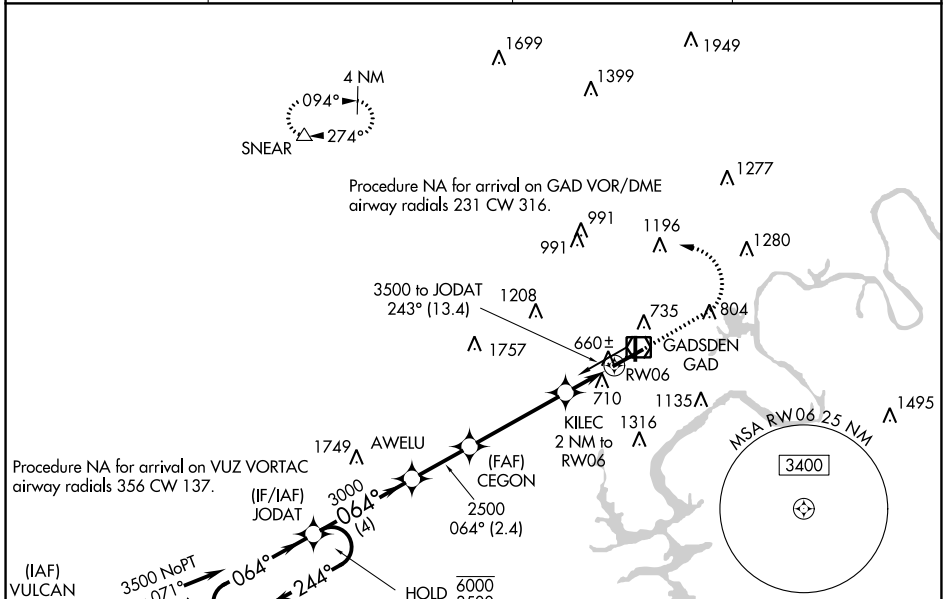 1699
1949
1399
4 NM
094°
274°
SNEAR
1277
Procedure NA for arrival on GAD VOR/DME
airway radials 231 CW 316.
991
991
1196
1280
3500 to JODAT
243° (13.4)
1208
735
804
660±
1757
GADSDEN
GAD
RW06
710
1135
1495
KILEC
2 NM to
RW06
1316
MSA RW06 25 NM
3400
1749
AWELU
(FAF)
CEGON
Procedure NA for arrival on VUZ VORTAC
airway radials 356 CW 137.
(IF/IAF)
JODAT
3000
064°
(4)
2500
064° (2.4)
(IAF)
VULCAN
3500 NoPT
071°
064°
244°
HOLD 6000